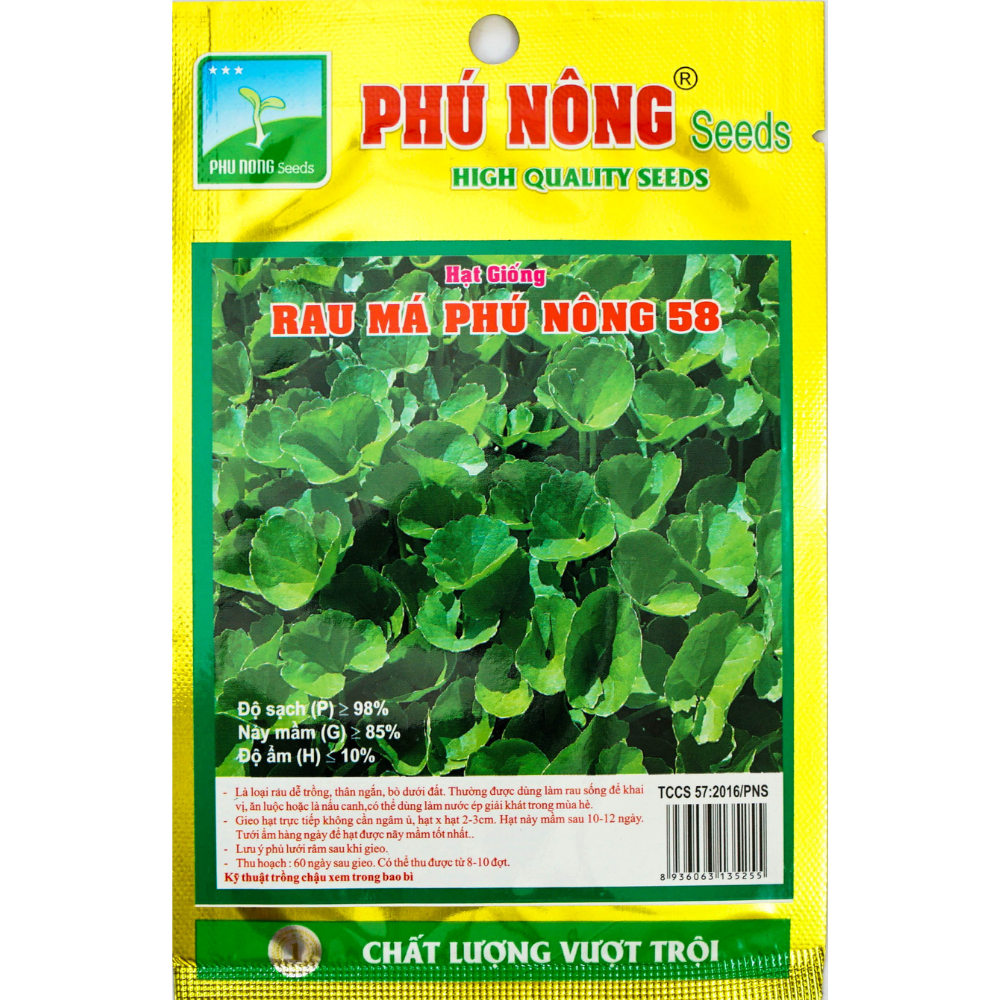 PHÚ NÔNG® Seeds
HIGH QUALITY SEEDS
PHU NONG Seeds
Hạt Giống
RAU MÁ PHÚ NÔNG 58
Độ sạch (P) ≥ 98%
Nảy mầm (G) ≥ 85%
Độ ẩm (H) ≤ 10%
- Là loại ráu dễ trồng, thân ngắn, bò dưới đất. Thường được dùng làm rau sống để khai
vị, ăn luộc hoặc là nấu canh,có thể dùng làm nước ép giải khát trong mùa hè.
- Gieo hạt trực tiếp không cần ngâm ủ, hạt x hạt 2-3cm. Hạt nảy mầm sau 10-12 ngày.
Tưới ẩm hàng ngày để hạt được nãy mầm tốt nhất..
- Lưu ý phủ lưới râm sau khi gieo.
- Thu hoạch : 60 ngày sau gieo. Có thể thu được từ 8-10 đợt.
Kỹ thuật trồng chậu xem trong bao bì
TCCS 57:2016/PNS
8 936063 135255
1
CHẤT LƯỢNG VƯỢT TRỘI